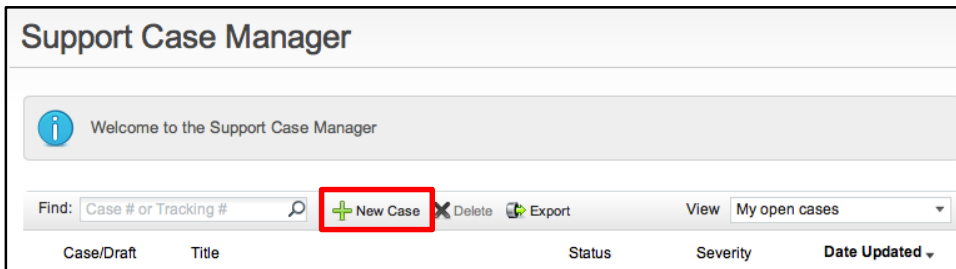 Support Case Manager
Welcome to the Support Case Manager
Find: Case # or Tracking # New Case Delete Export View My open cases
Case/Draft Title Status Severity Date Updated